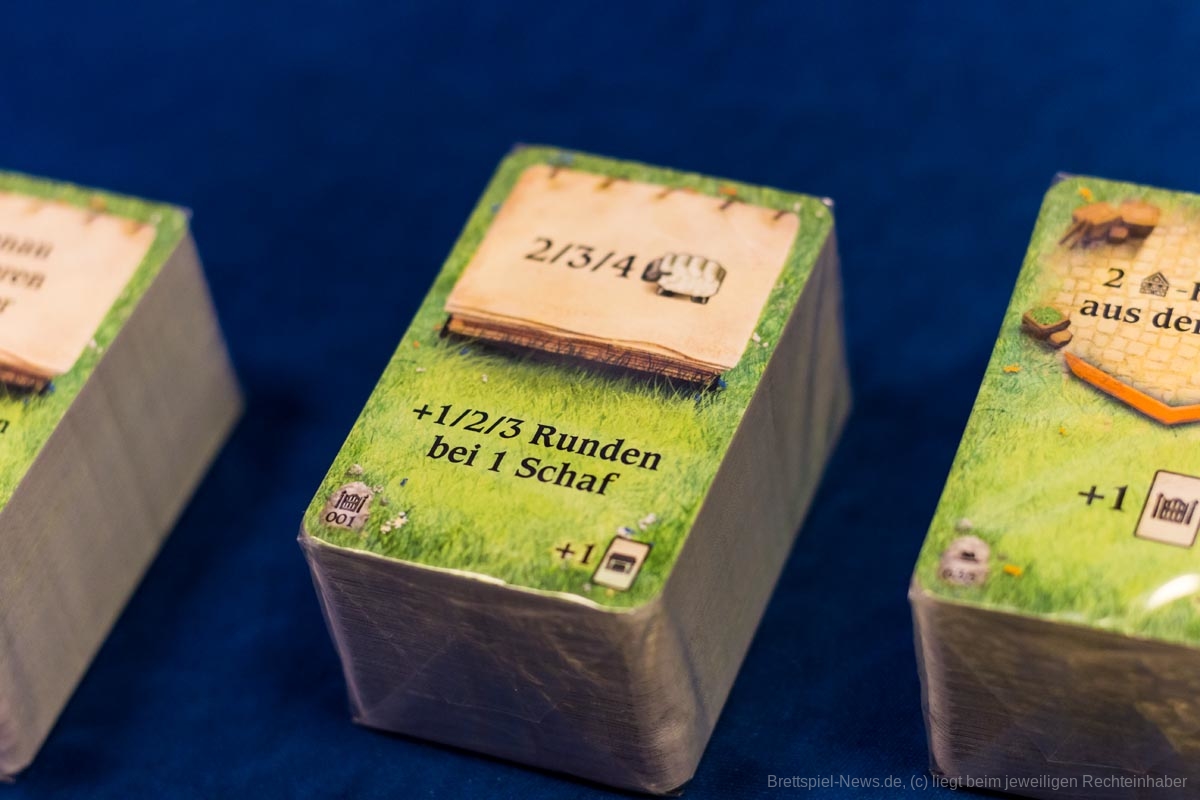 2/3/4
+1/2/3 Runden
bei 1 Schaf
001
+1
2
aus
+1
Brettspiel-News.de, (c) liegt beim jeweiligen Rechteinhaber